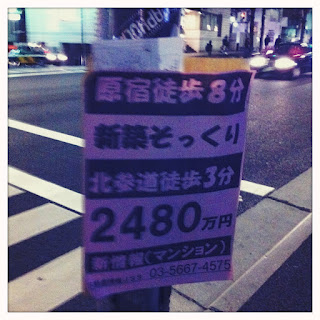 原宿徒歩8分
新築そっくり
北参道徒歩3分
2480万円
新情報(マンション)
03-5667-4575